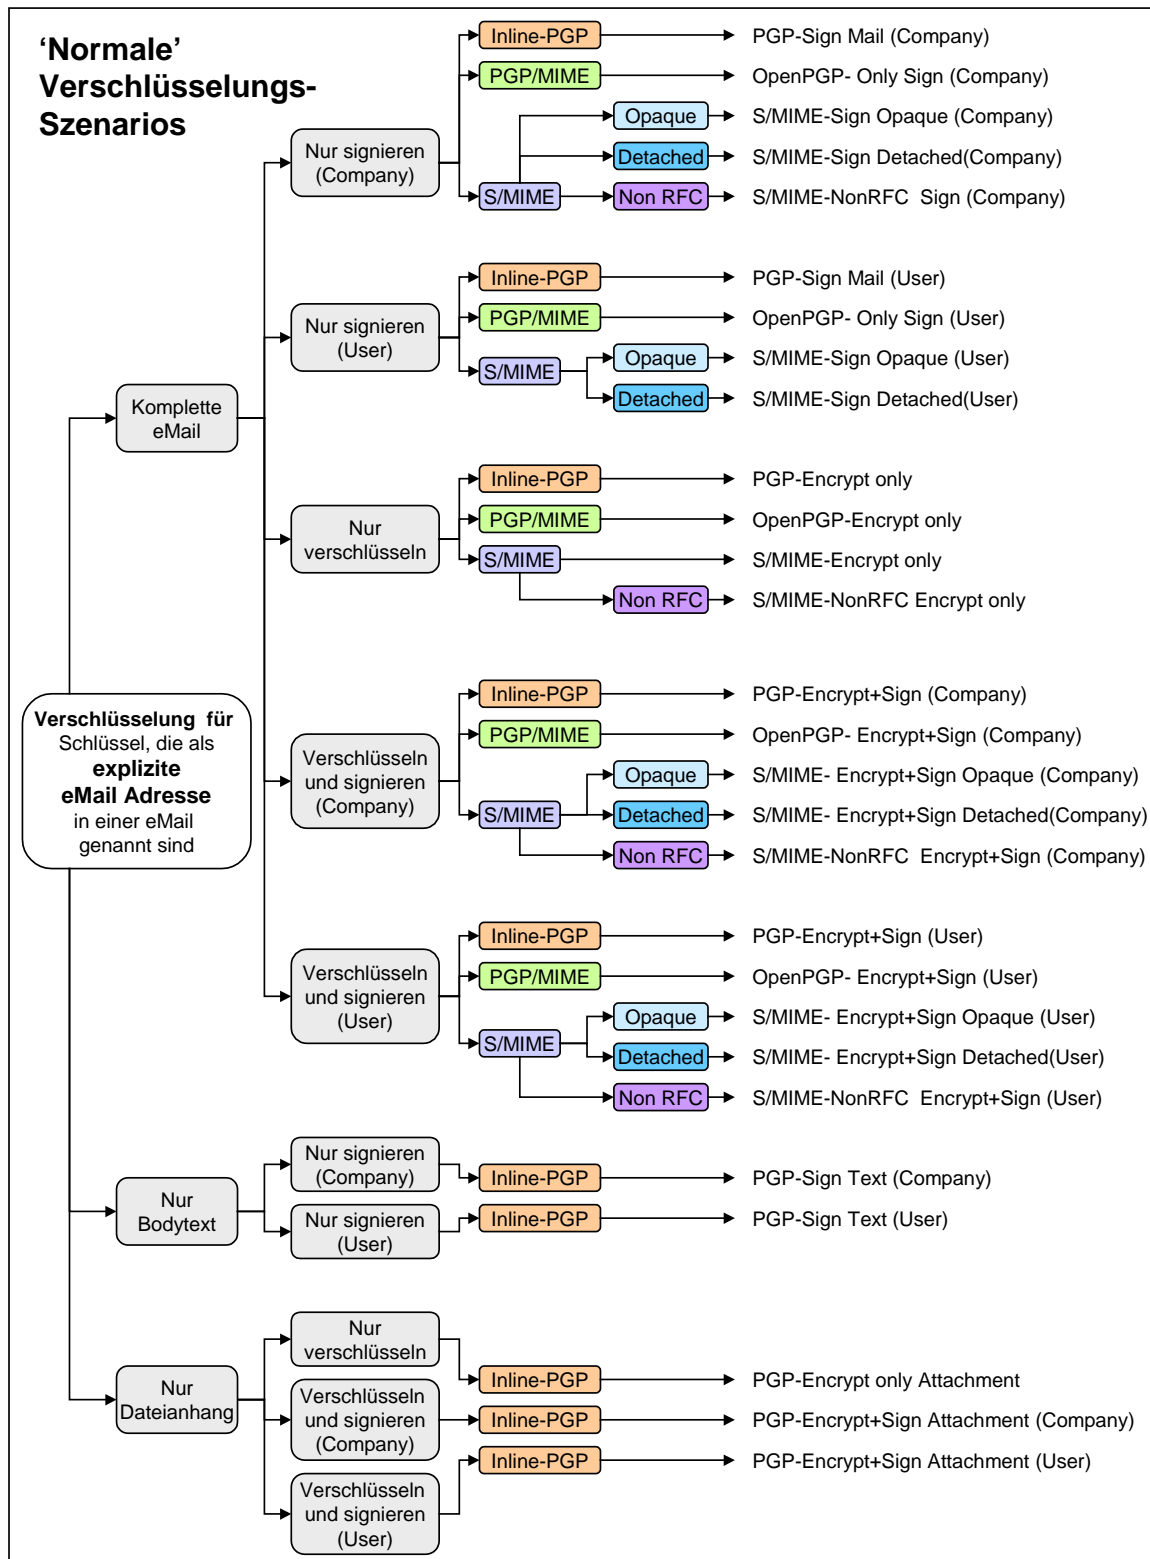 ‘Normale’
Verschlüsselungs-
Szenarios
Verschlüsselung für
Schlüssel, die als
explizite
eMail Adresse
in einer eMail
genannt sind
Komplette
eMail
Nur signieren
(Company)
Inline-PGP
PGP-Sign Mail (Company)
PGP/MIME
OpenPGP- Only Sign (Company)
S/MIME
Opaque
S/MIME-Sign Opaque (Company)
Detached
S/MIME-Sign Detached(Company)
Non RFC
S/MIME-NonRFC Sign (Company)
Nur signieren
(User)
Inline-PGP
PGP-Sign Mail (User)
PGP/MIME
OpenPGP- Only Sign (User)
S/MIME
Opaque
S/MIME-Sign Opaque (User)
Detached
S/MIME-Sign Detached(User)
Nur
verschlüsseln
Inline-PGP
PGP-Encrypt only
PGP/MIME
OpenPGP-Encrypt only
S/MIME
S/MIME-Encrypt only
Non RFC
S/MIME-NonRFC Encrypt only
Verschlüsseln
und signieren
(Company)
Inline-PGP
PGP-Encrypt+Sign (Company)
PGP/MIME
OpenPGP- Encrypt+Sign (Company)
S/MIME
Opaque
S/MIME- Encrypt+Sign Opaque (Company)
Detached
S/MIME- Encrypt+Sign Detached(Company)
Non RFC
S/MIME-NonRFC Encrypt+Sign (Company)
Verschlüsseln
und signieren
(User)
Inline-PGP
PGP-Encrypt+Sign (User)
PGP/MIME
OpenPGP- Encrypt+Sign (User)
S/MIME
Opaque
S/MIME- Encrypt+Sign Opaque (User)
Detached
S/MIME- Encrypt+Sign Detached(User)
Non RFC
S/MIME-NonRFC Encrypt+Sign (User)
Nur
Bodytext
Nur signieren
(Company)
Inline-PGP
PGP-Sign Text (Company)
Nur signieren
(User)
Inline-PGP
PGP-Sign Text (User)
Nur
Dateianhang
Nur
verschlüsseln
Inline-PGP
PGP-Encrypt only Attachment
Verschlüsseln
und signieren
(Company)
Inline-PGP
PGP-Encrypt+Sign Attachment (Company)
Verschlüsseln
und signieren
(User)
Inline-PGP
PGP-Encrypt+Sign Attachment (User)